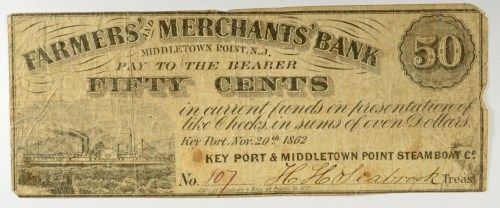 FARMERS' AND MERCHANTS' BANK
50
MIDDLETOWN POINT, N.J.,
PAY TO THE BEARER
FIFTY CENTS
in current funds on presentation of
like Checks, in sums of even Dollars.
Key Port, Nov. 20th 1862
KEY PORT & MIDDLETOWN POINT STEAMBOAT Co.
No. 107 Treas.